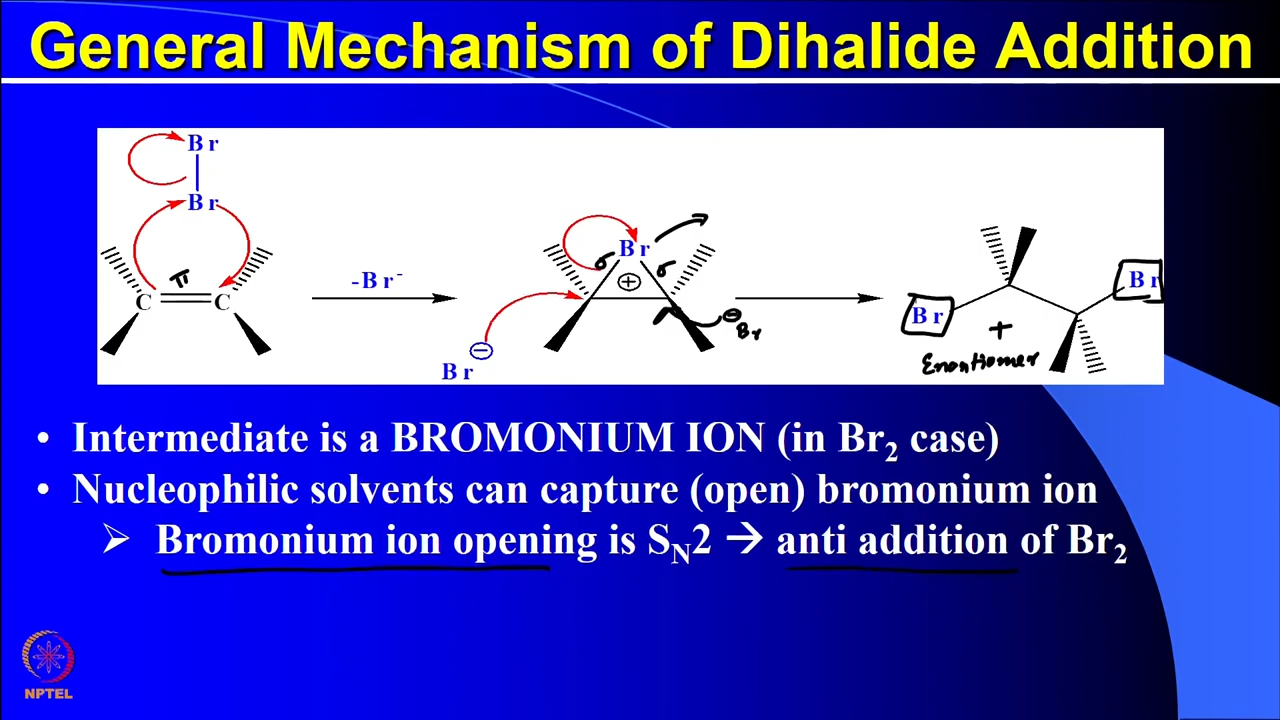 General Mechanism of Dihalide Addition
Br
Br
π
C C
-Br⁻
Br
σ σ
+
⊖
Br
−
Br
Br
Br
+
Enantiomer
• Intermediate is a BROMONIUM ION (in Br₂ case)
• Nucleophilic solvents can capture (open) bromonium ion
➢ Bromonium ion opening is S_N2 → anti addition of Br₂
NPTEL